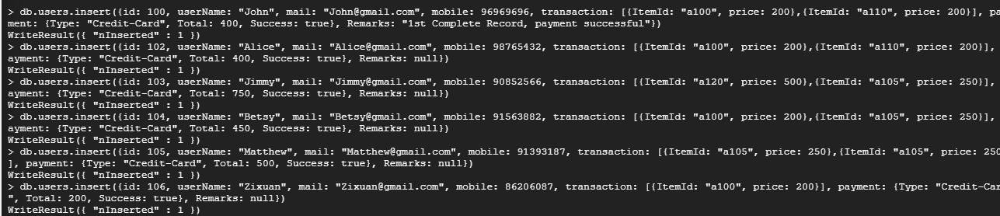 > db.users.insert({id: 100, userName: "John", mail: "John@gmail.com", mobile: 96969696, transaction: [{ItemId: "a100", price: 200},{ItemId: "a110", price: 200}], pa
ment: {Type: "Credit-Card", Total: 400, Success: true}, Remarks: "1st Complete Record, payment successful"})
WriteResult({ "nInserted" : 1 })
> db.users.insert({id: 102, userName: "Alice", mail: "Alice@gmail.com", mobile: 98765432, transaction: [{ItemId: "a100", price: 200},{ItemId: "a110", price: 200}],
ayment: {Type: "Credit-Card", Total: 400, Success: true}, Remarks: null})
WriteResult({ "nInserted" : 1 })
> db.users.insert({id: 103, userName: "Jimmy", mail: "Jimmy@gmail.com", mobile: 90852566, transaction: [{ItemId: "a120", price: 500},{ItemId: "a105", price: 250}],
ayment: {Type: "Credit-Card", Total: 750, Success: true}, Remarks: null})
WriteResult({ "nInserted" : 1 })
> db.users.insert({id: 104, userName: "Betsy", mail: "Betsy@gmail.com", mobile: 91563882, transaction: [{ItemId: "a100", price: 200},{ItemId: "a105", price: 250}],
ayment: {Type: "Credit-Card", Total: 450, Success: true}, Remarks: null})
WriteResult({ "nInserted" : 1 })
> db.users.insert({id: 105, userName: "Matthew", mail: "Matthew@gmail.com", mobile: 91393187, transaction: [{ItemId: "a105", price: 250},{ItemId: "a105", price: 250
], payment: {Type: "Credit-Card", Total: 500, Success: true}, Remarks: null})
WriteResult({ "nInserted" : 1 })
> db.users.insert({id: 106, userName: "Zixuan", mail: "Zixuan@gmail.com", mobile: 86206087, transaction: [{ItemId: "a100", price: 200}], payment: {Type: "Credit-Car
", Total: 200, Success: true}, Remarks: null})
WriteResult({ "nInserted" : 1 })